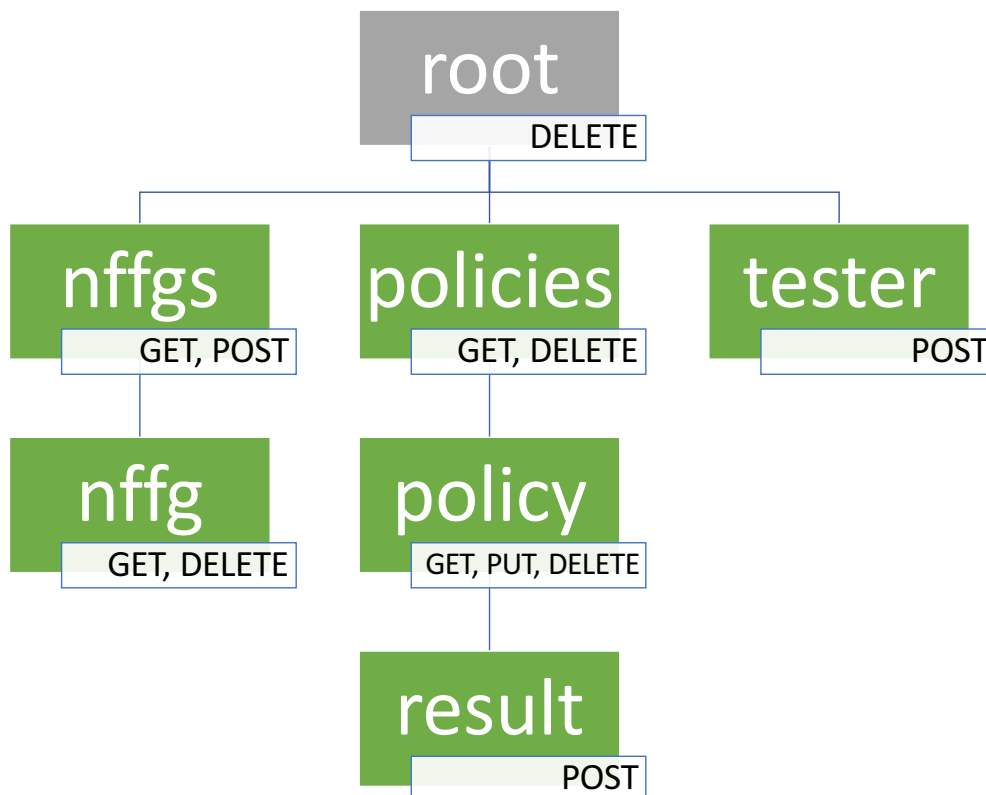 root
DELETE
nffgs
GET, POST
policies
GET, DELETE
tester
POST
nffg
GET, DELETE
policy
GET, PUT, DELETE
result
POST